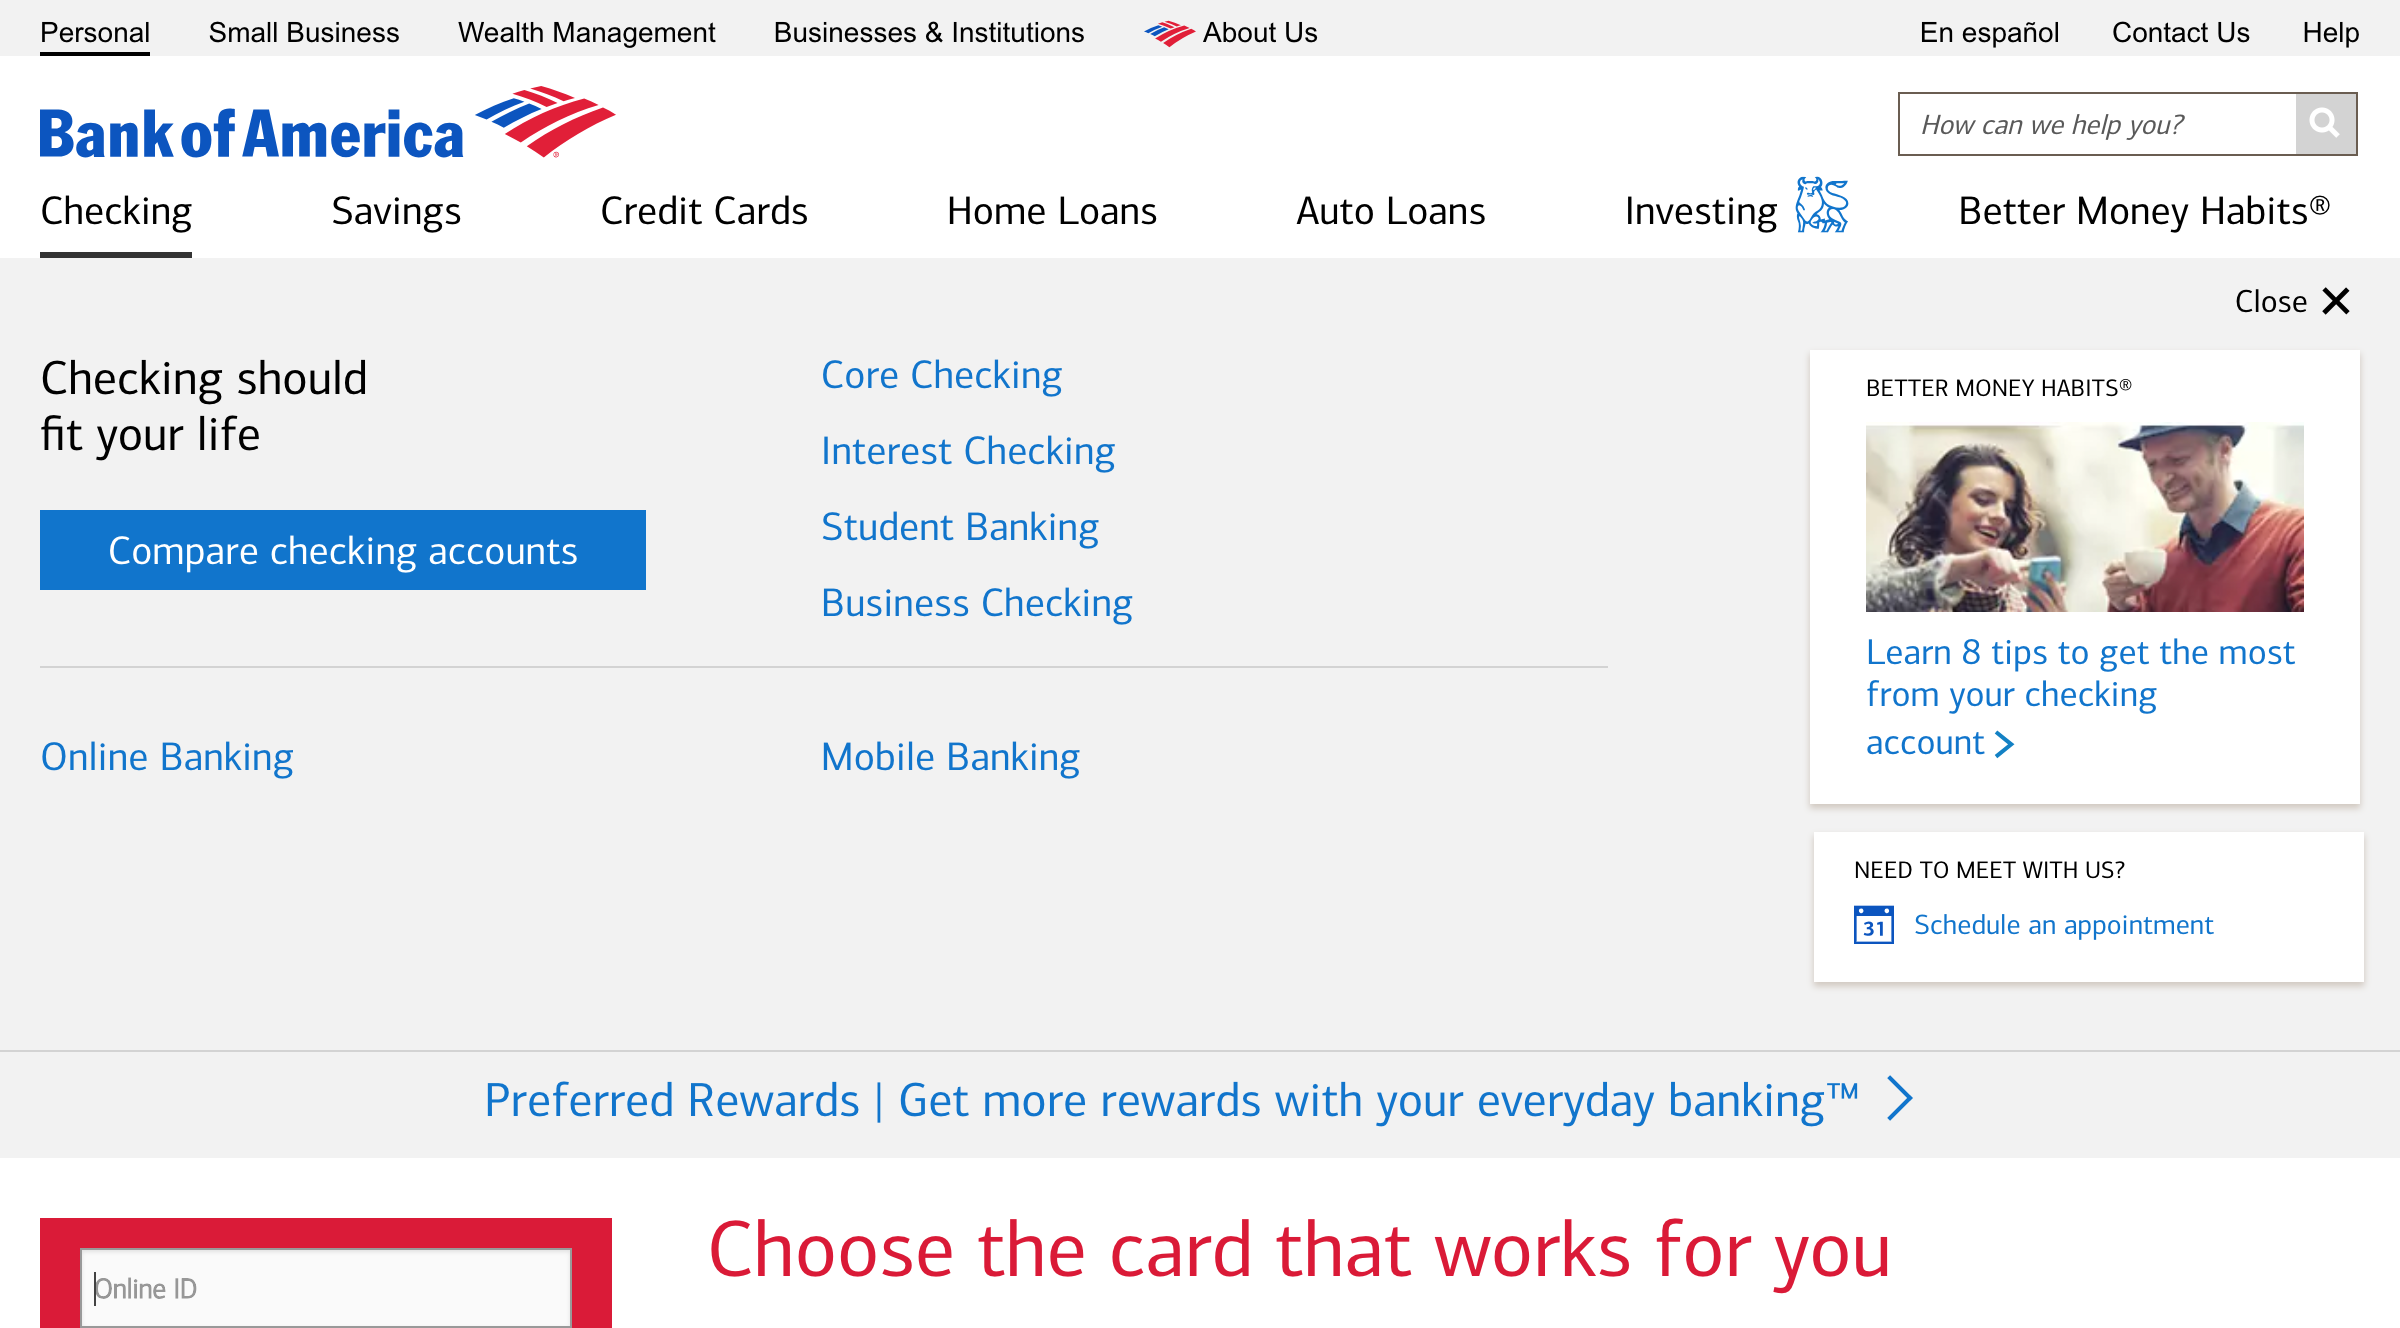 Personal Small Business Wealth Management Businesses & Institutions About Us En español Contact Us Help
Bank of America
How can we help you?
Checking Savings Credit Cards Home Loans Auto Loans Investing Better Money Habits®
Close
Checking should
fit your life
Compare checking accounts
Core Checking
Interest Checking
Student Banking
Business Checking
Online Banking Mobile Banking
BETTER MONEY HABITS®
Learn 8 tips to get the most
from your checking
account
NEED TO MEET WITH US?
31 Schedule an appointment
Preferred Rewards | Get more rewards with your everyday banking™
Online ID
Choose the card that works for you